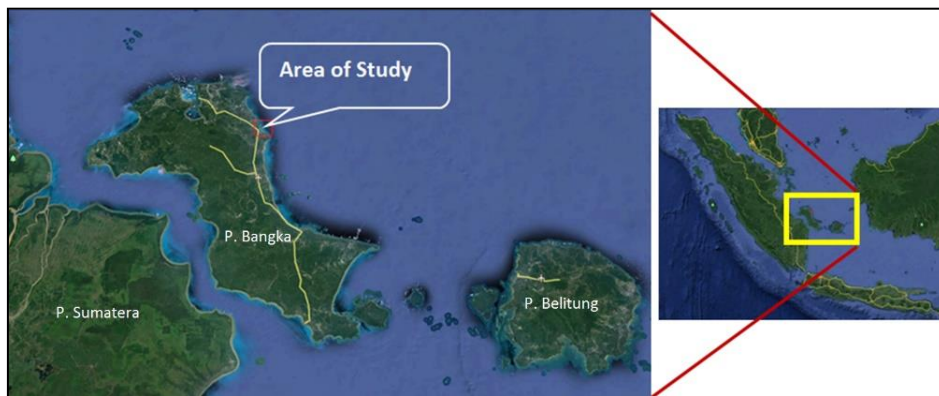 Area of Study
P. Bangka
P. Sumatera
P. Belitung